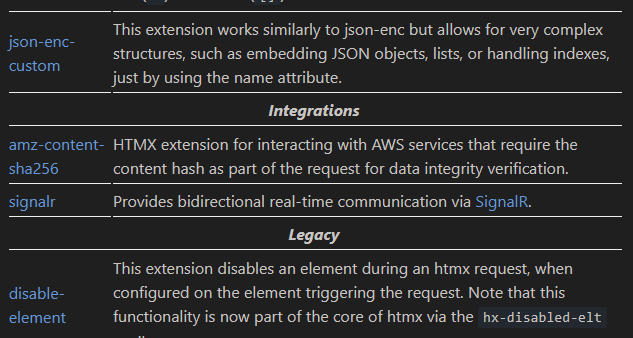 json-enc-
custom
This extension works similarly to json-enc but allows for very complex
structures, such as embedding JSON objects, lists, or handling indexes,
just by using the name attribute.
Integrations
amz-content-
sha256
HTMX extension for interacting with AWS services that require the
content hash as part of the request for data integrity verification.
signalr
Provides bidirectional real-time communication via SignalR.
Legacy
disable-
element
This extension disables an element during an htmx request, when
configured on the element triggering the request. Note that this
functionality is now part of the core of htmx via the hx-disabled-elt